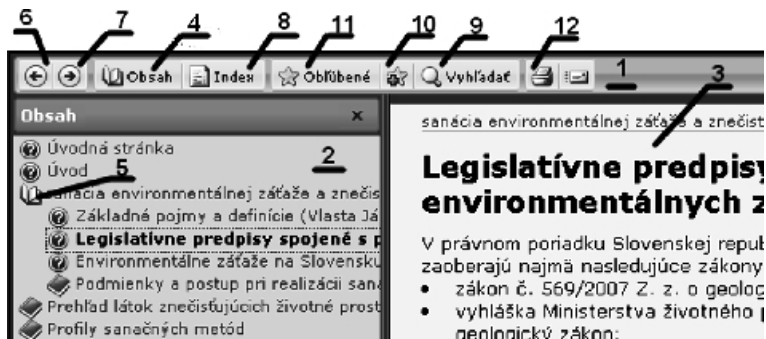 6 7 4 8 11 10 9 12
Obsah Index Obľúbené Vyhľadať 1 3
Obsah x
Úvodná stránka
Úvod
2
5
sanácia environmentálnej záťaže a znečis
Základné pojmy a definície (Vlasta Já
Legislatívne predpisy spojené s p
Environmentálne záťaže na Slovensku
Podmienky a postup pri realizácii saná
Prehľad látok znečisťujúcich životné prost
Profily sanačných metód
sanácia environmentálnej záťaže a znečist
Legislatívne predpisy
environmentálnych z
V právnom poriadku Slovenskej repub
zaoberajú najmä nasledujúce zákony
• zákon č. 569/2007 Z. z. o geolog
• vyhláška Ministerstva životného p
geologický zákon: